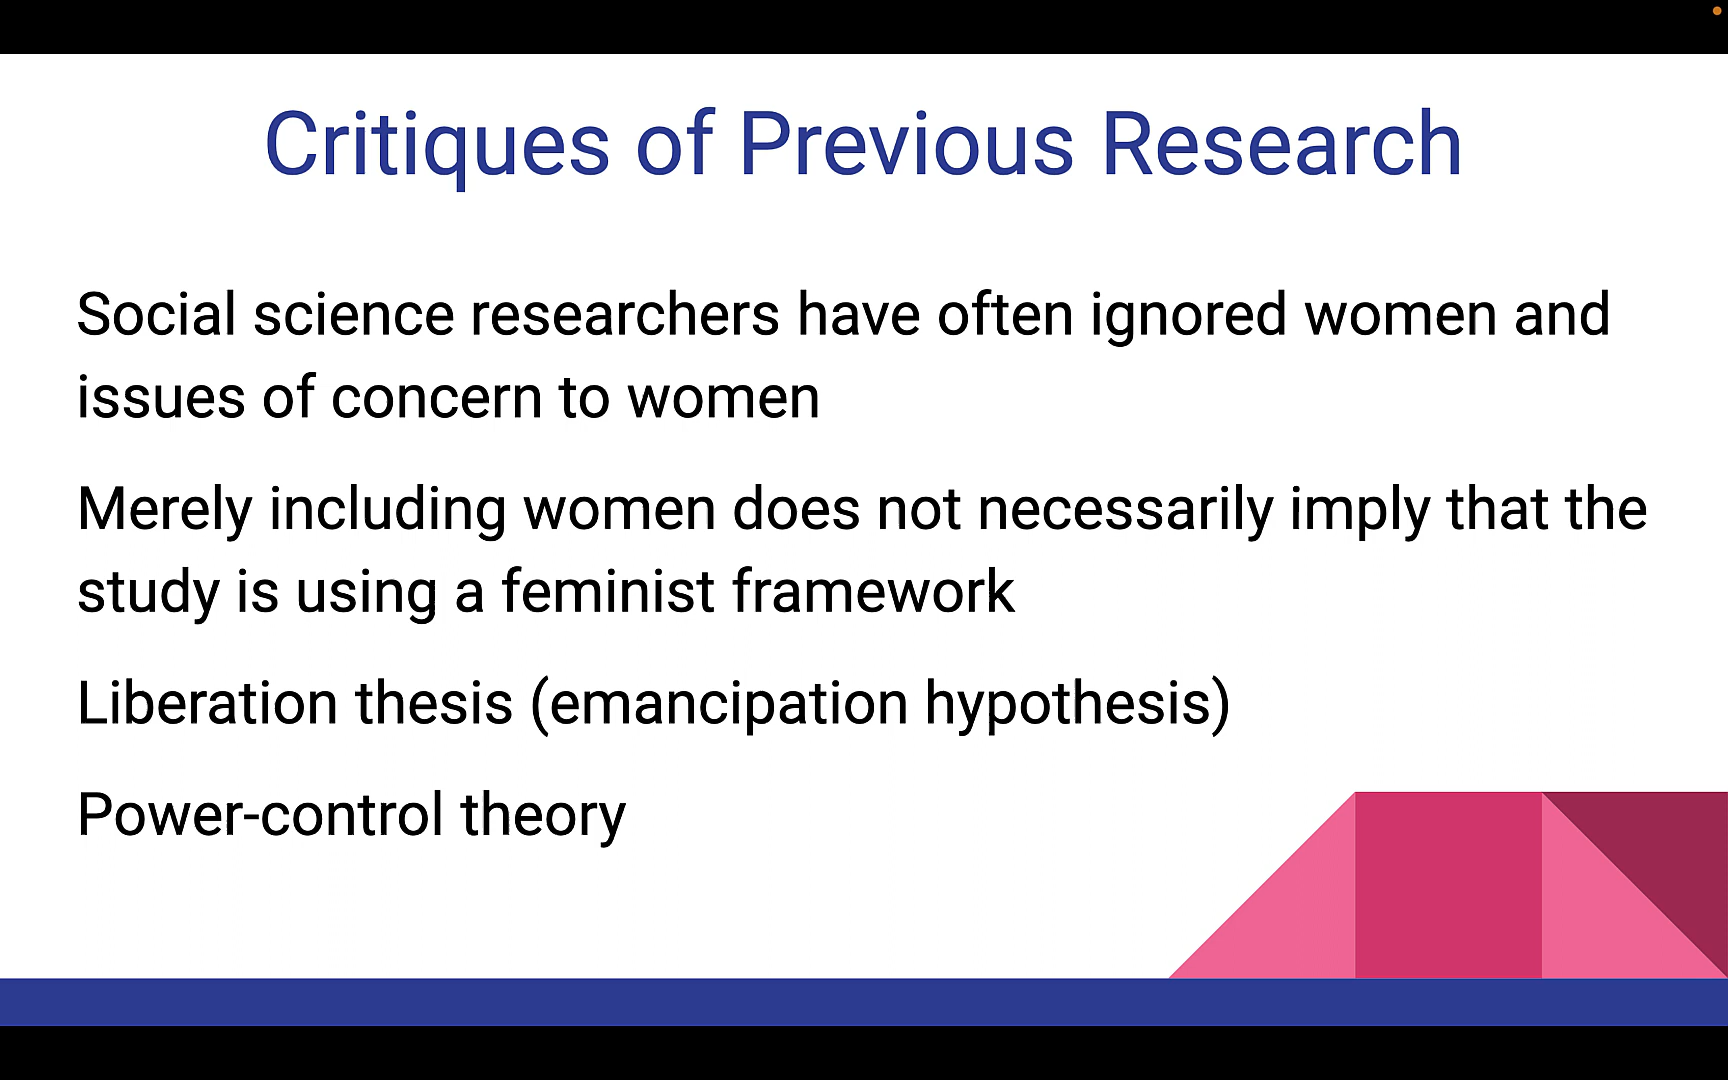 Critiques of Previous Research
Social science researchers have often ignored women and
issues of concern to women
Merely including women does not necessarily imply that the
study is using a feminist framework
Liberation thesis (emancipation hypothesis)
Power-control theory